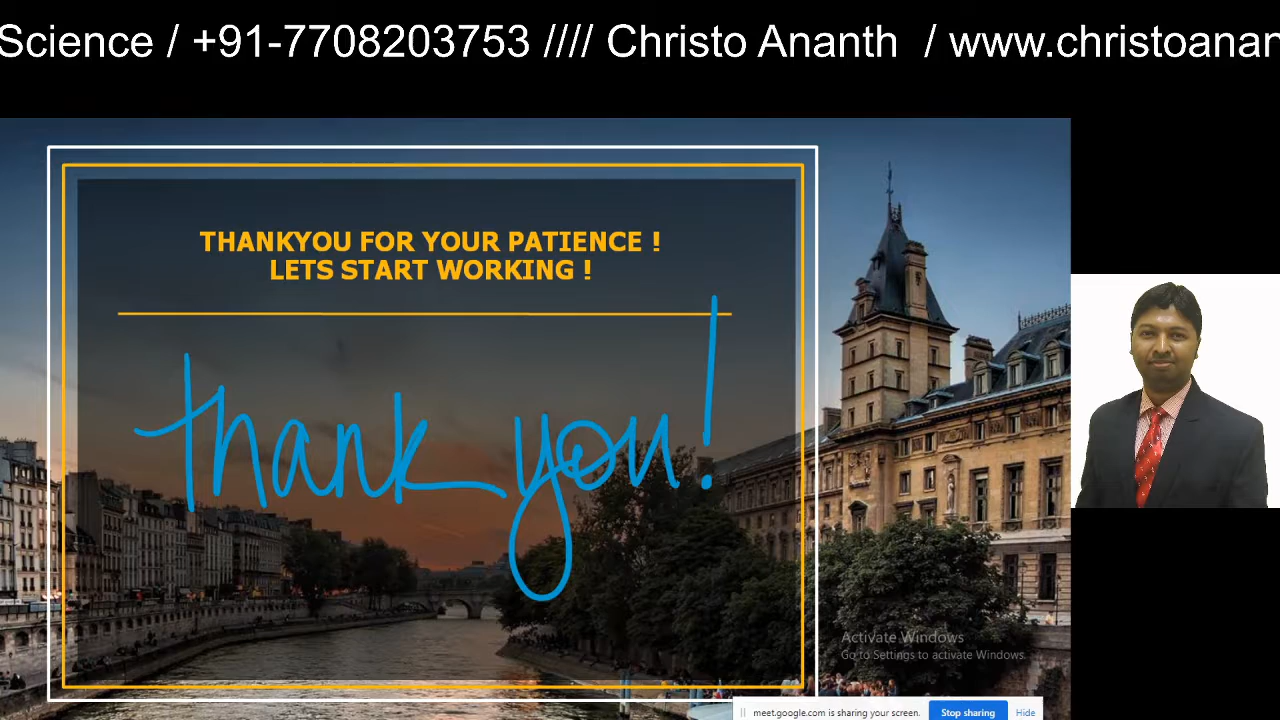 Science / +91-7708203753 //// Christo Ananth / www.christoanan
THANKYOU FOR YOUR PATIENCE !
LETS START WORKING !
thank you!
Activate Windows
Go to Settings to activate Windows.
meet.google.com is sharing your screen. Stop sharing Hide